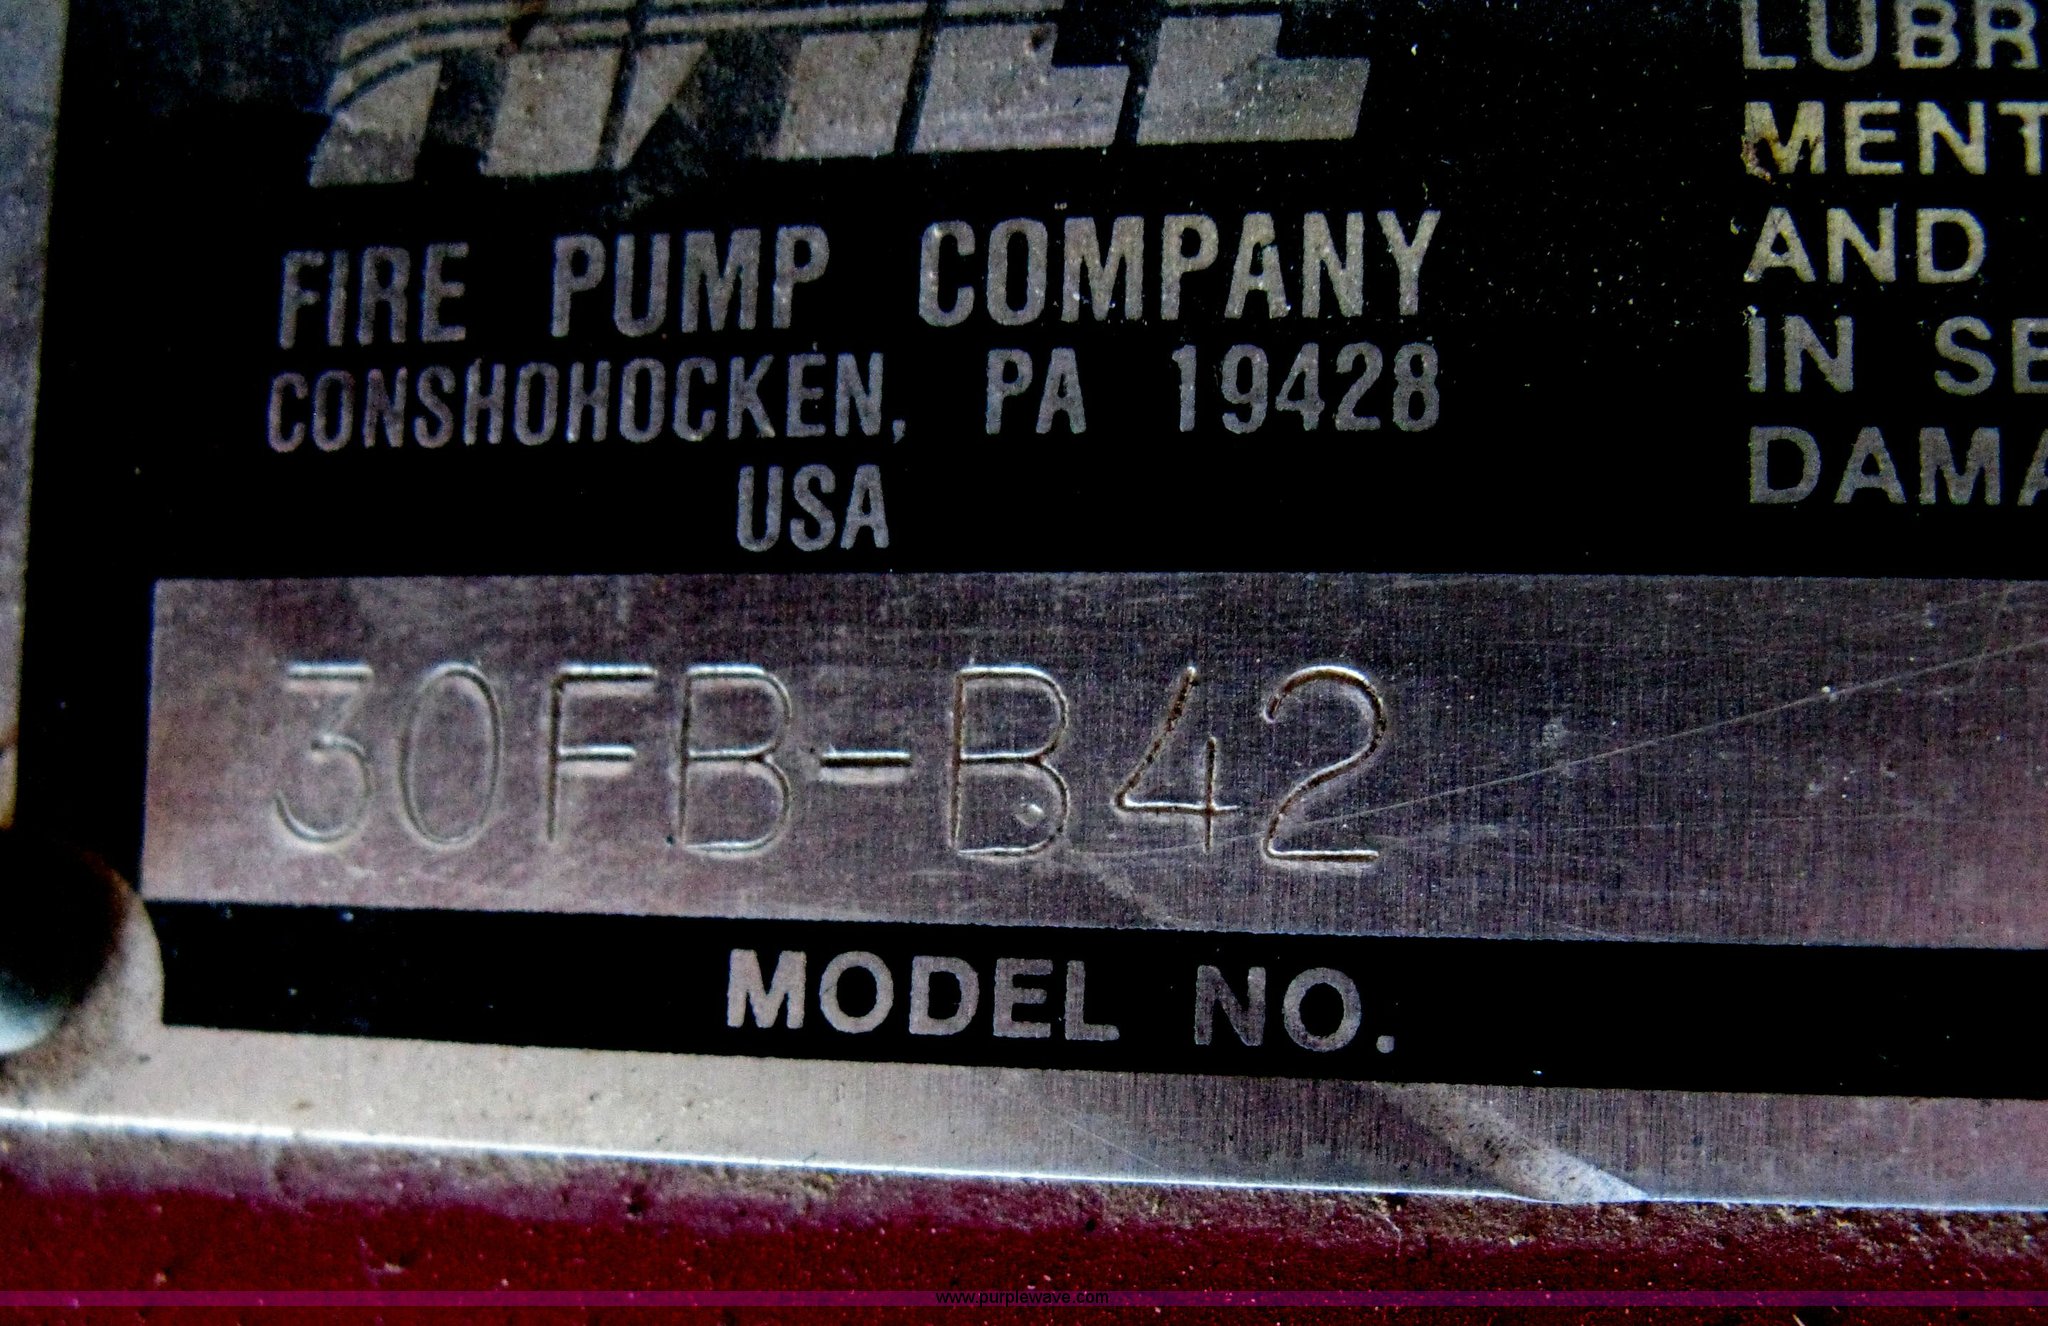 FIRE PUMP COMPANY
CONSHOHOCKEN, PA 19428
USA
30FB-B42
MODEL NO.
LUBR
MENT
AND
IN SE
DAMA
www.purplewave.com